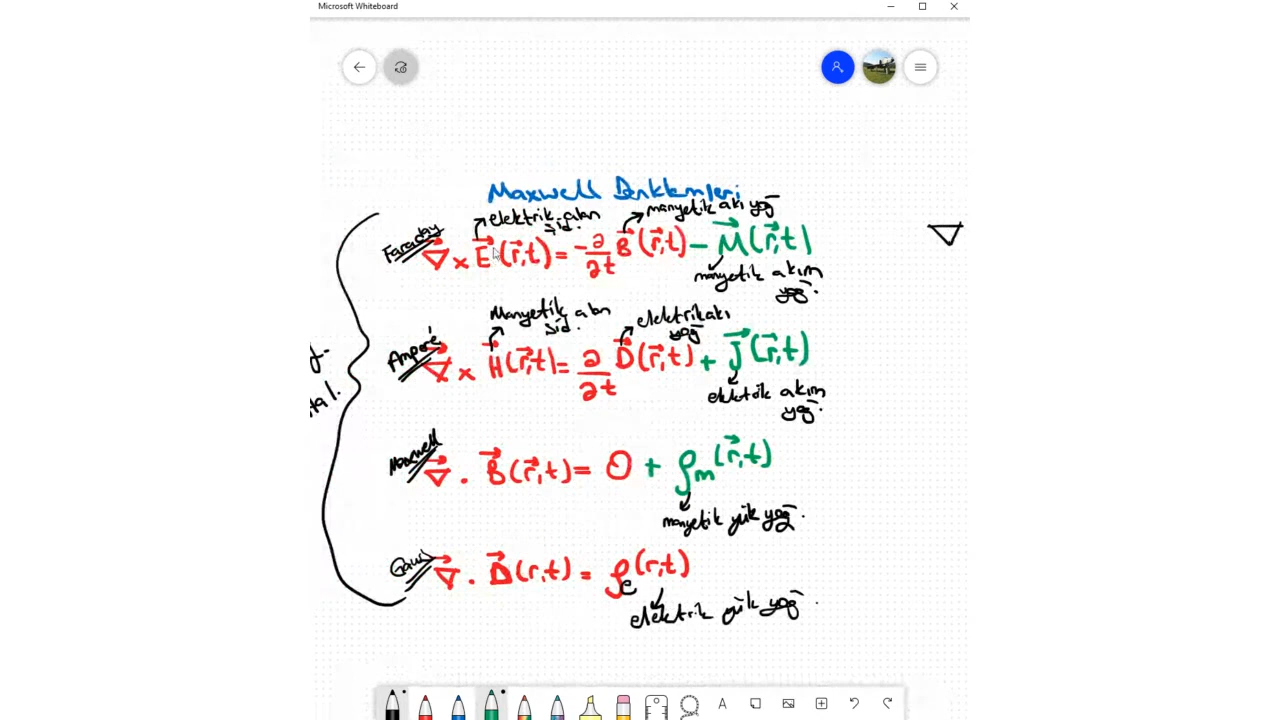 Microsoft Whiteboard
Maxwell Denklemleri
elektrik alan şid.
manyetik akı yoğ
Faraday
∇ × E(r,t) = -∂/∂t B(r,t) - M(r,t)
manyetik akım yoğ.
Manyetik alan şid.
elektrik akı yoğ
Amperé
∇ × H(r,t) = ∂/∂t D(r,t) + J(r,t)
elektrik akım yoğ.
Maxwell
∇ . B(r,t) = 0 + ρm(r,t)
manyetik yük yoğ.
Gauss
∇ . D(r,t) = ρe(r,t)
elektrik yük yoğ.
∇